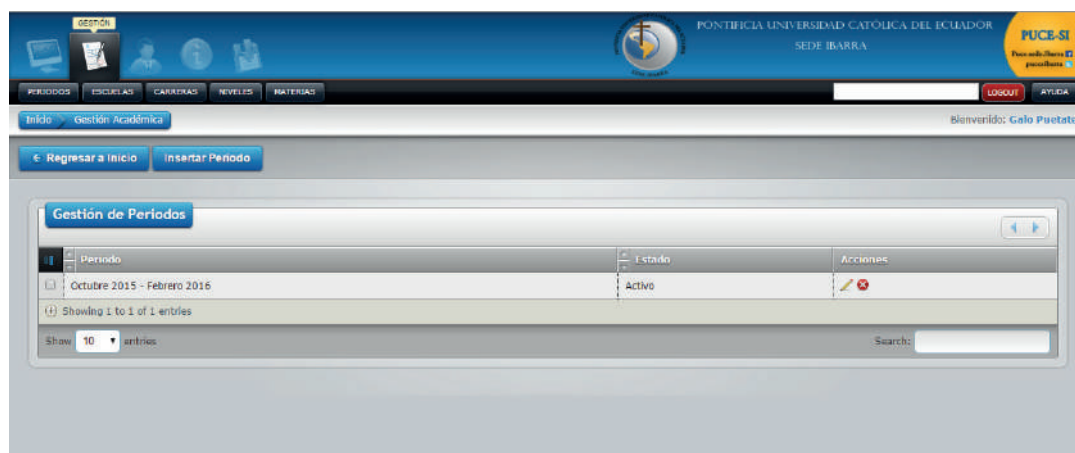 GESTIÓN
PONTIFICIA UNIVERSIDAD CATÓLICA DEL ECUADOR
SEDE IBARRA
PUCE-SI
PERIODOS ESCUELAS CARRERAS NIVELES MATERIAS
LOGOUT AYUDA
Inicio Gestión Académica
Bienvenido: Galo Puetate
Regresar a Inicio Insertar Periodo
Gestión de Periodos
Periodo Estado Acciones
Octubre 2015 - Febrero 2016 Activo
Showing 1 to 1 of 1 entries
Show 10 entries Search: